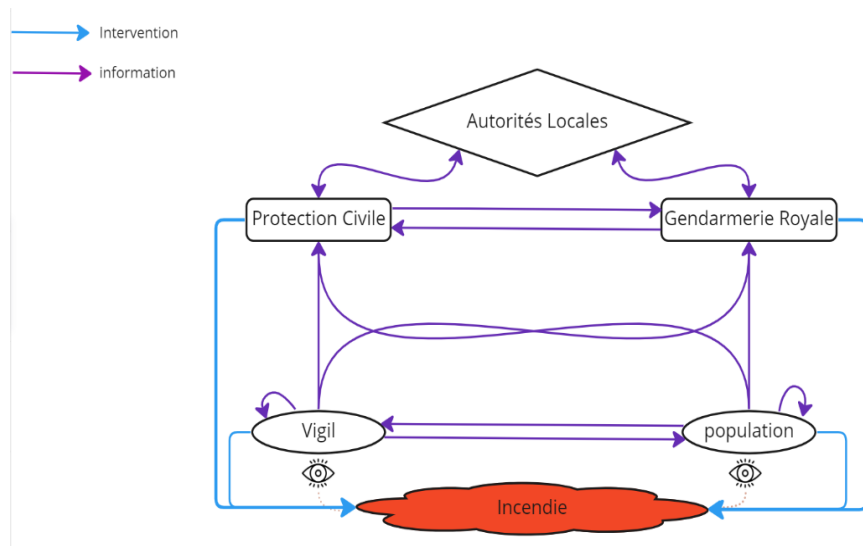 Intervention
information
Autorités Locales
Protection Civile
Gendarmerie Royale
Vigil
population
Incendie